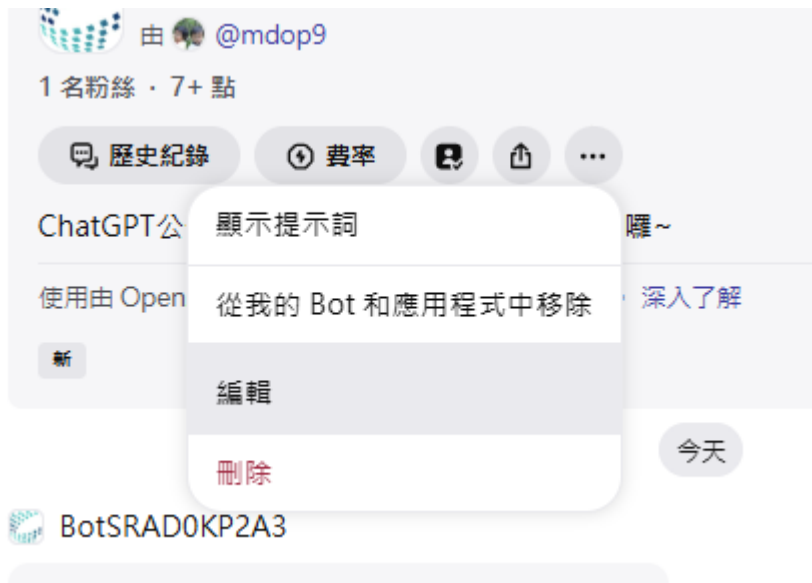 由 @mdop9
1 名粉絲 · 7+ 點
歷史紀錄 費率
ChatGPT公 囉~
顯示提示詞
使用由 Open 深入了解
從我的 Bot 和應用程式中移除
新
編輯
刪除
今天
BotSRAD0KP2A3